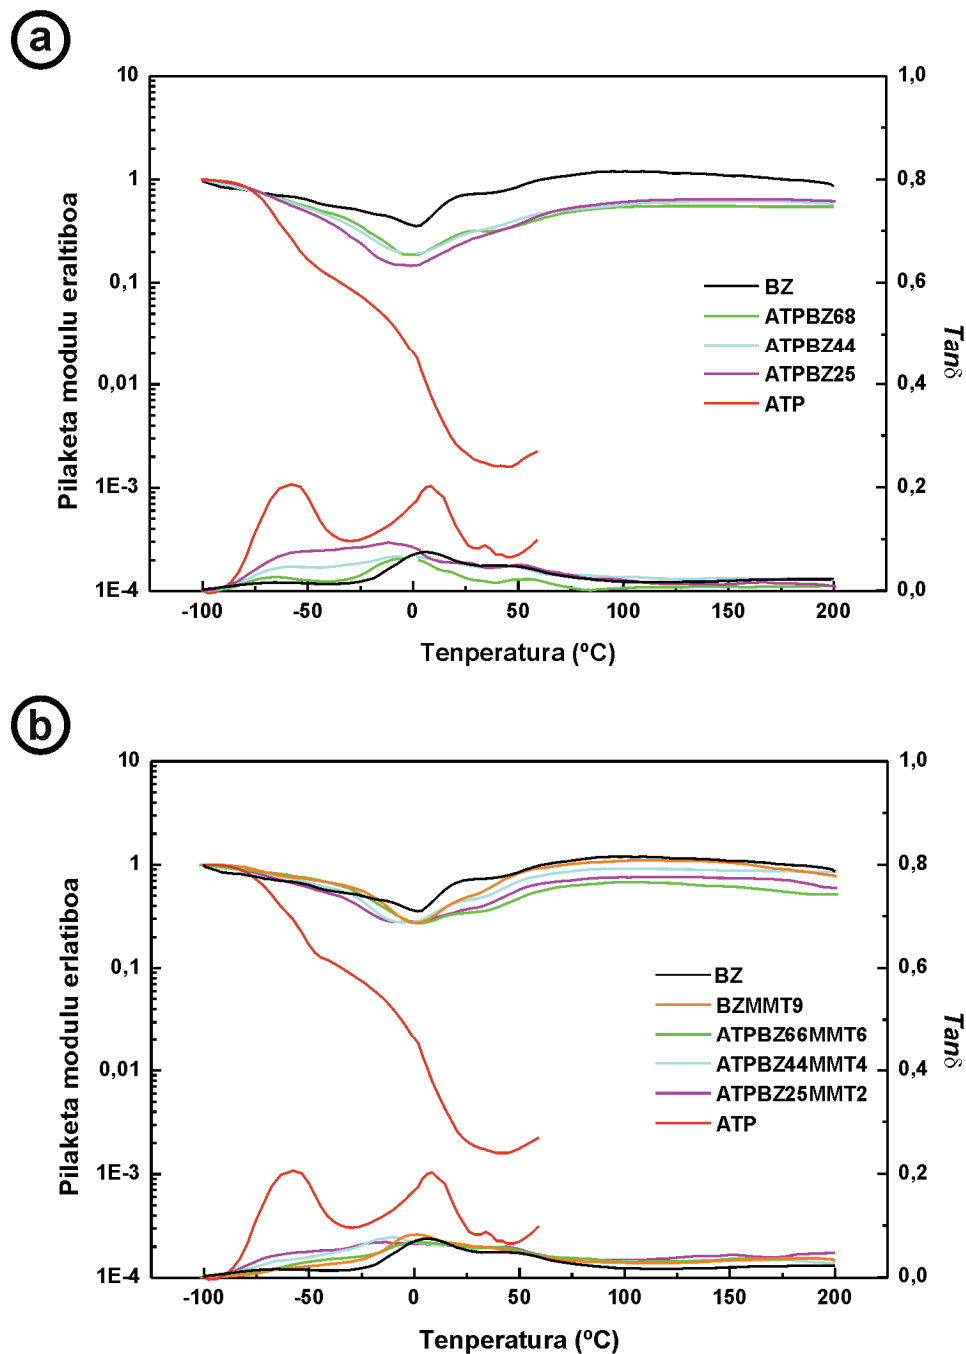 a
10
1
0,1
0,01
1E-3
1E-4
Pilaketa modulu eraltiboa
1,0
0,8
0,6
0,4
0,2
0,0
Tanδ
BZ
ATPBZ68
ATPBZ44
ATPBZ25
ATP
-100
-50
0
50
100
150
200
Tenperatura (ºC)
b
10
1
0,1
0,01
1E-3
1E-4
Pilaketa modulu erlatiboa
1,0
0,8
0,6
0,4
0,2
0,0
Tanδ
BZ
BZMMT9
ATPBZ66MMT6
ATPBZ44MMT4
ATPBZ25MMT2
ATP
-100
-50
0
50
100
150
200
Tenperatura (ºC)